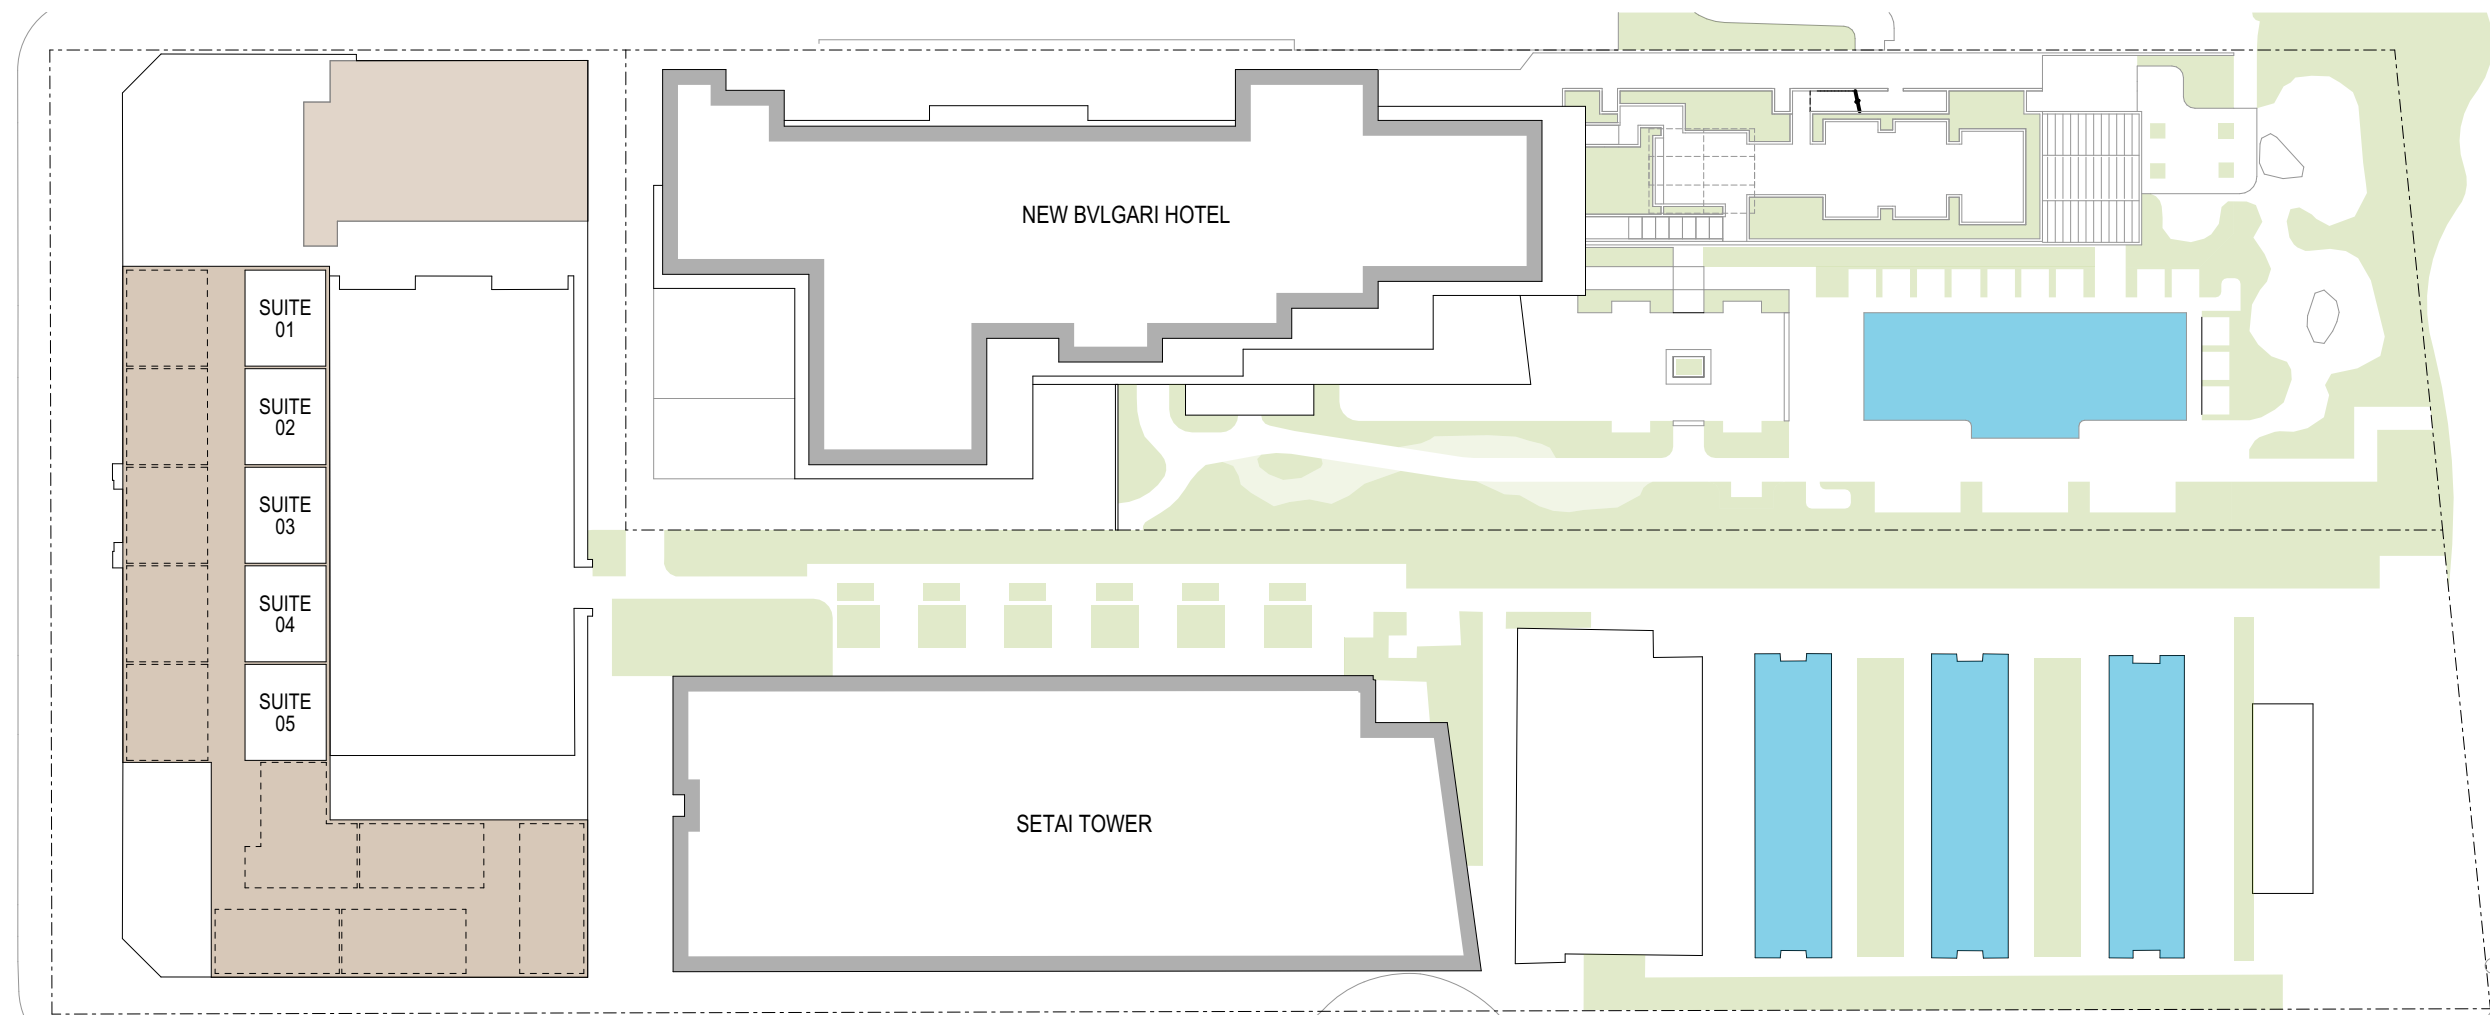 NEW BVLGARI HOTEL
SUITE
01
SUITE
02
SUITE
03
SUITE
04
SUITE
05
SETAI TOWER